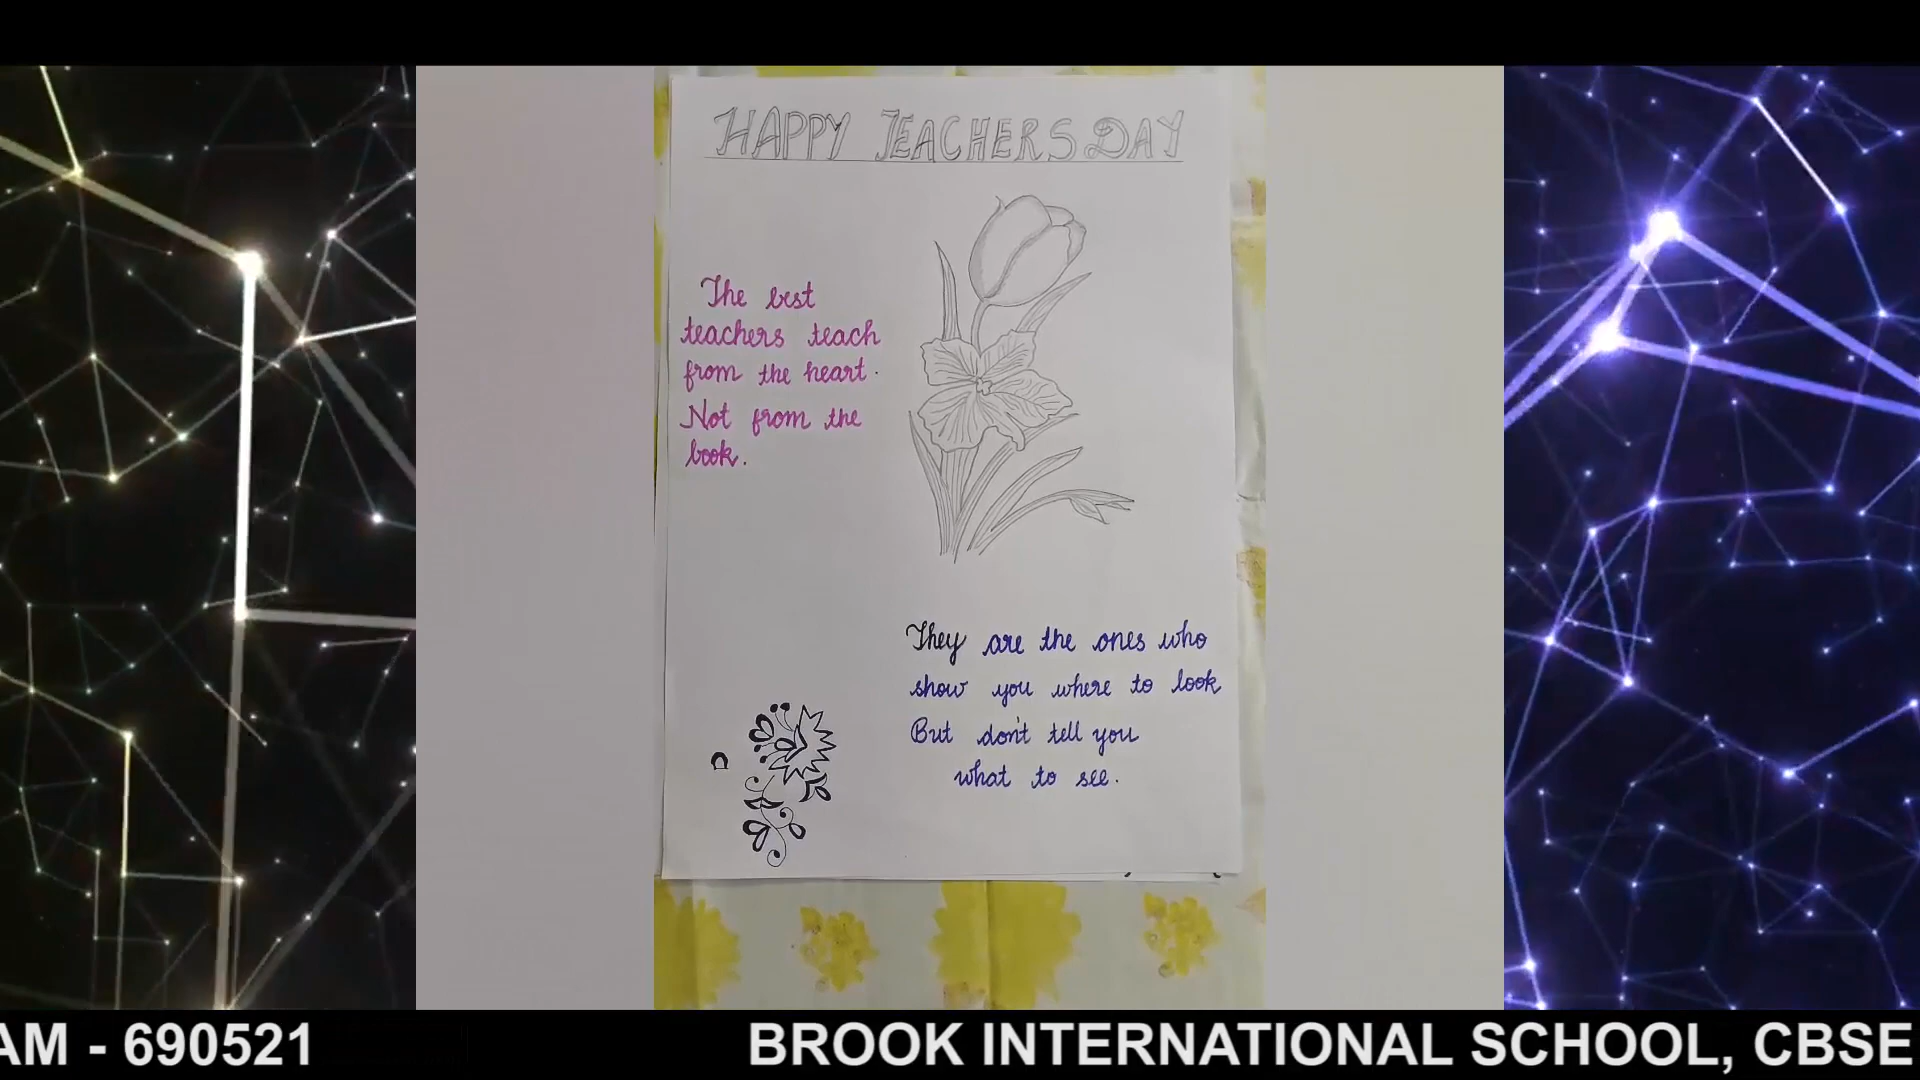 HAPPY TEACHERS DAY
The best
teachers teach
from the heart.
Not from the
book.
They are the ones who
show you where to look
But don't tell you
what to see.
AM - 690521 BROOK INTERNATIONAL SCHOOL, CBSE